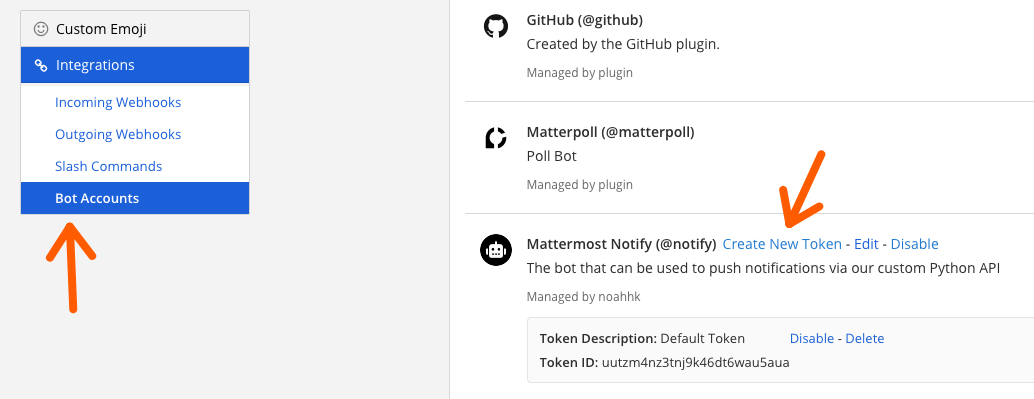 Custom Emoji
Integrations
Incoming Webhooks
Outgoing Webhooks
Slash Commands
Bot Accounts
GitHub (@github)
Created by the GitHub plugin.
Managed by plugin
Matterpoll (@matterpoll)
Poll Bot
Managed by plugin
Mattermost Notify (@notify) Create New Token - Edit - Disable
The bot that can be used to push notifications via our custom Python API
Managed by noahhk
Token Description: Default Token Disable - Delete
Token ID: uutzm4nz3tnj9k46dt6wau5aua